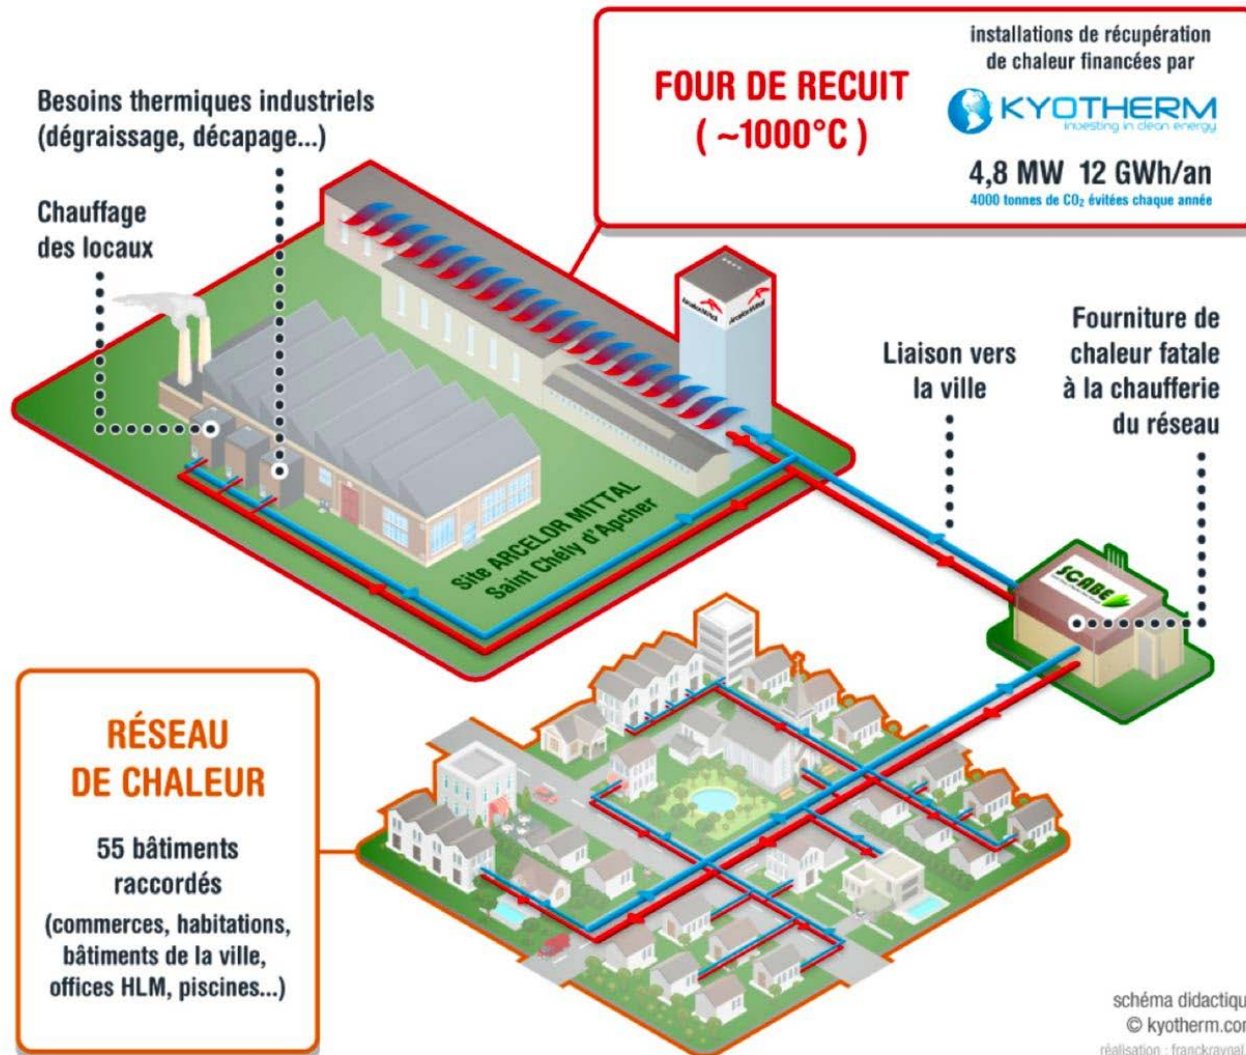 FOUR DE RECUIT
( ~1000°C )
installations de récupération
de chaleur financées par
KYOTHERM
investing in clean energy
4,8 MW 12 GWh/an
4000 tonnes de CO₂ évitées chaque année
Besoins thermiques industriels
(dégraissage, décapage...)
Chauffage
des locaux
ArcelorMittal
ArcelorMittal
Liaison vers
la ville
Fourniture de
chaleur fatale
à la chaufferie
du réseau
Site ARCELOR MITTAL
Saint Chély d'Apcher
SCABE
RÉSEAU
DE CHALEUR
55 bâtiments
raccordés
(commerces, habitations,
bâtiments de la ville,
offices HLM, piscines...)
schéma didactiqu
© kyotherm.co
réalisation : franckraynal